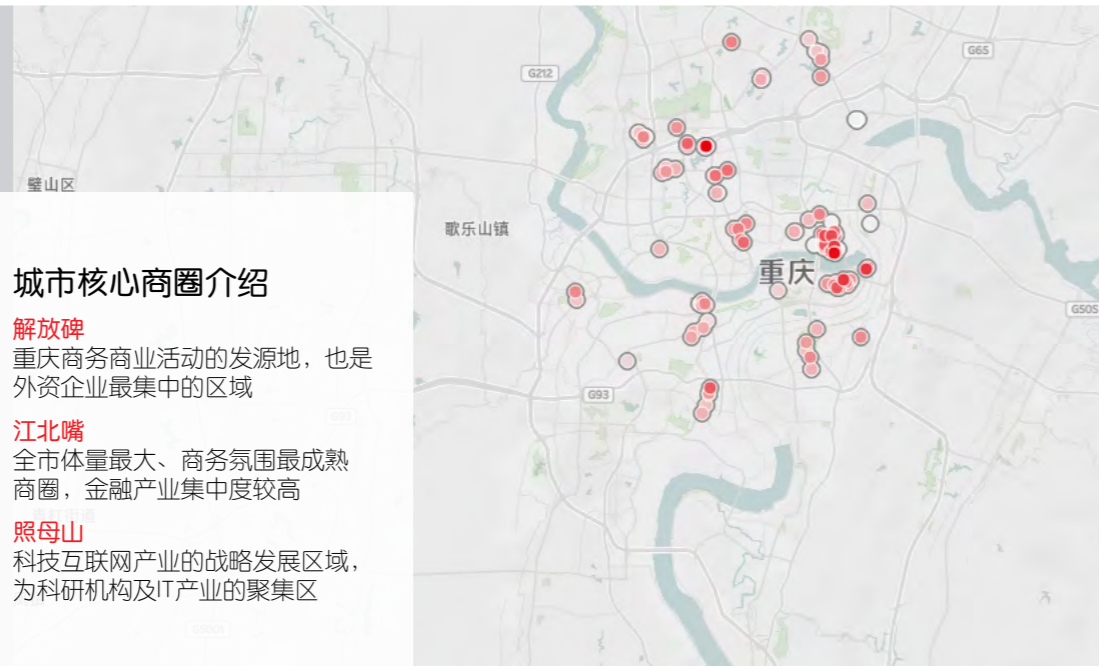 城市核心商圈介绍
解放碑
重庆商务商业活动的发源地，也是
外资企业最集中的区域
江北嘴
全市体量最大、商务氛围最成熟
商圈，金融产业集中度较高
照母山
科技互联网产业的战略发展区域，
为科研机构及IT产业的聚集区
璧山区
歌乐山镇
重庆
G212
G65
G93
G505
G93
G5001